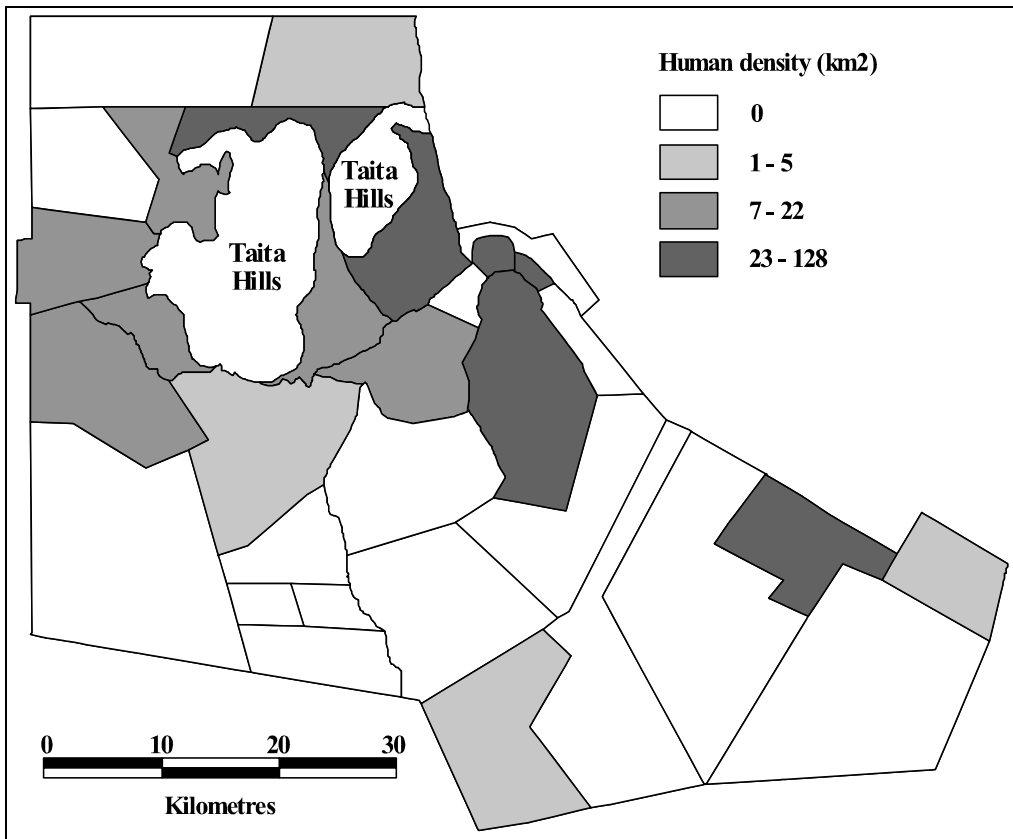 Human density (km2)
0
1 - 5
7 - 22
23 - 128
Taita
Hills
Taita
Hills
0 10 20 30
Kilometres